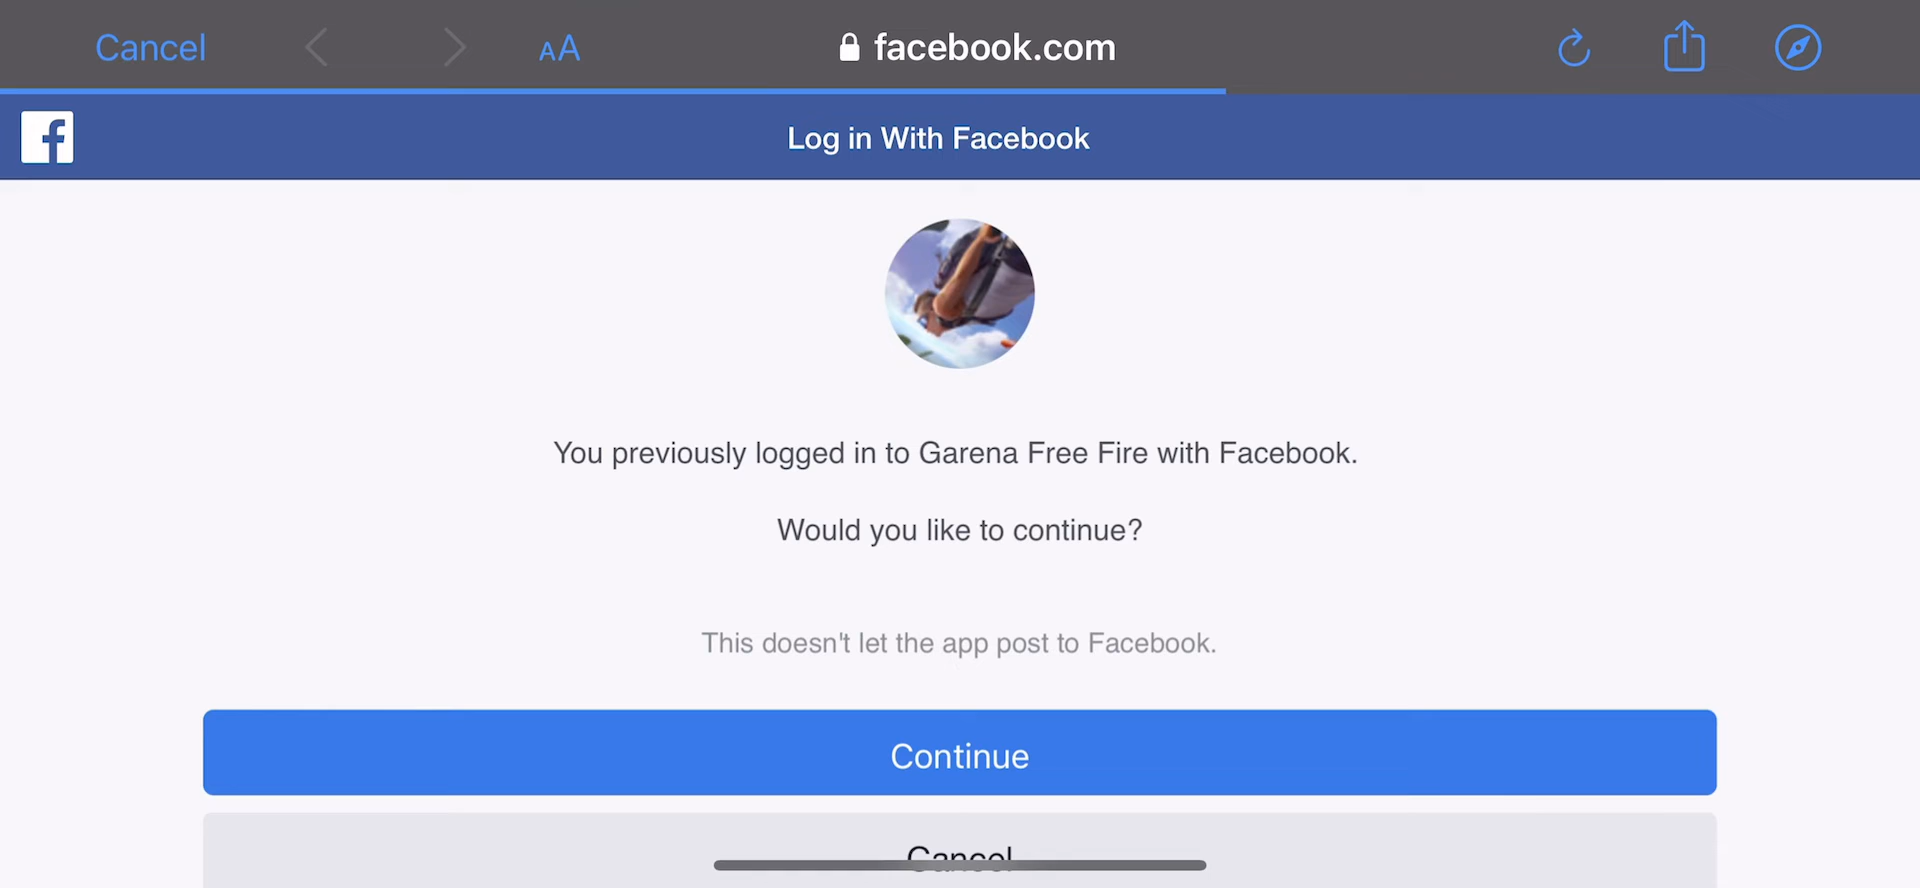 Cancel
AA
facebook.com
f
Log in With Facebook
You previously logged in to Garena Free Fire with Facebook.
Would you like to continue?
This doesn't let the app post to Facebook.
Continue
Cancel